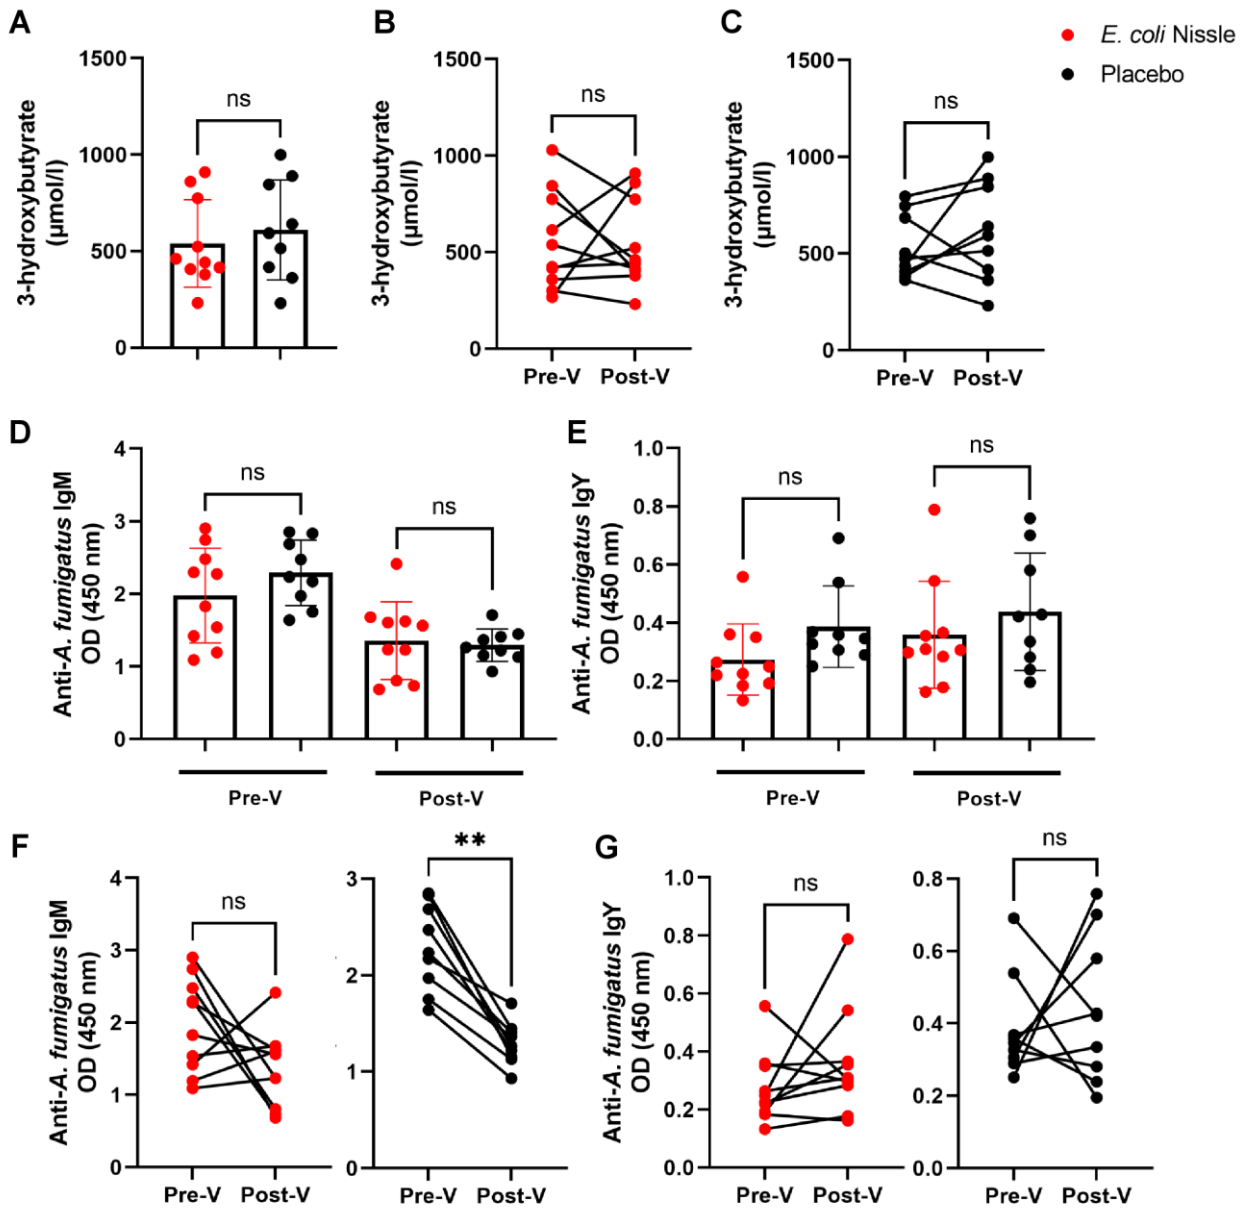 A
B
C
E. coli Nissle
Placebo
3-hydroxybutyrate
(µmol/l)
1500
1000
500
0
ns
3-hydroxybutyrate
(µmol/l)
1500
1000
500
0
ns
Pre-V Post-V
3-hydroxybutyrate
(µmol/l)
1500
1000
500
0
ns
Pre-V Post-V
D
E
Anti-A. fumigatus IgM
OD (450 nm)
4
3
2
1
0
ns
ns
Pre-V
Post-V
Anti-A. fumigatus IgY
OD (450 nm)
1.0
0.8
0.6
0.4
0.2
0.0
ns
ns
Pre-V
Post-V
F
G
Anti-A. fumigatus IgM
OD (450 nm)
4
3
2
1
0
ns
Pre-V Post-V
3
2
1
0
**
Pre-V Post-V
Anti-A. fumigatus IgY
OD (450 nm)
1.0
0.8
0.6
0.4
0.2
0.0
ns
Pre-V Post-V
0.8
0.6
0.4
0.2
0.0
ns
Pre-V Post-V